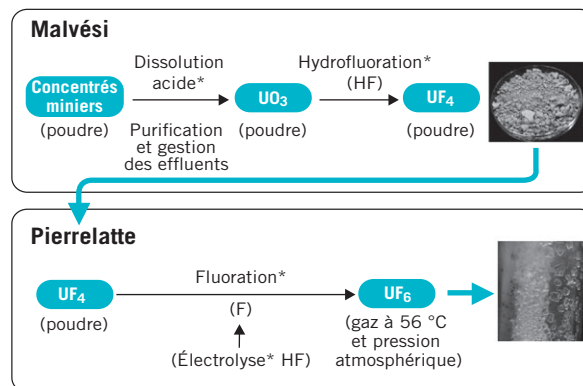 Malvési
Concentrés
miniers
(poudre)
Dissolution
acide*
Purification
et gestion
des effluents
UO₃
(poudre)
Hydrofluoration*
(HF)
UF₄
(poudre)
Pierrelatte
UF₄
(poudre)
Fluoration*
(F)
(Électrolyse* HF)
UF₆
(gaz à 56 °C
et pression
atmosphérique)